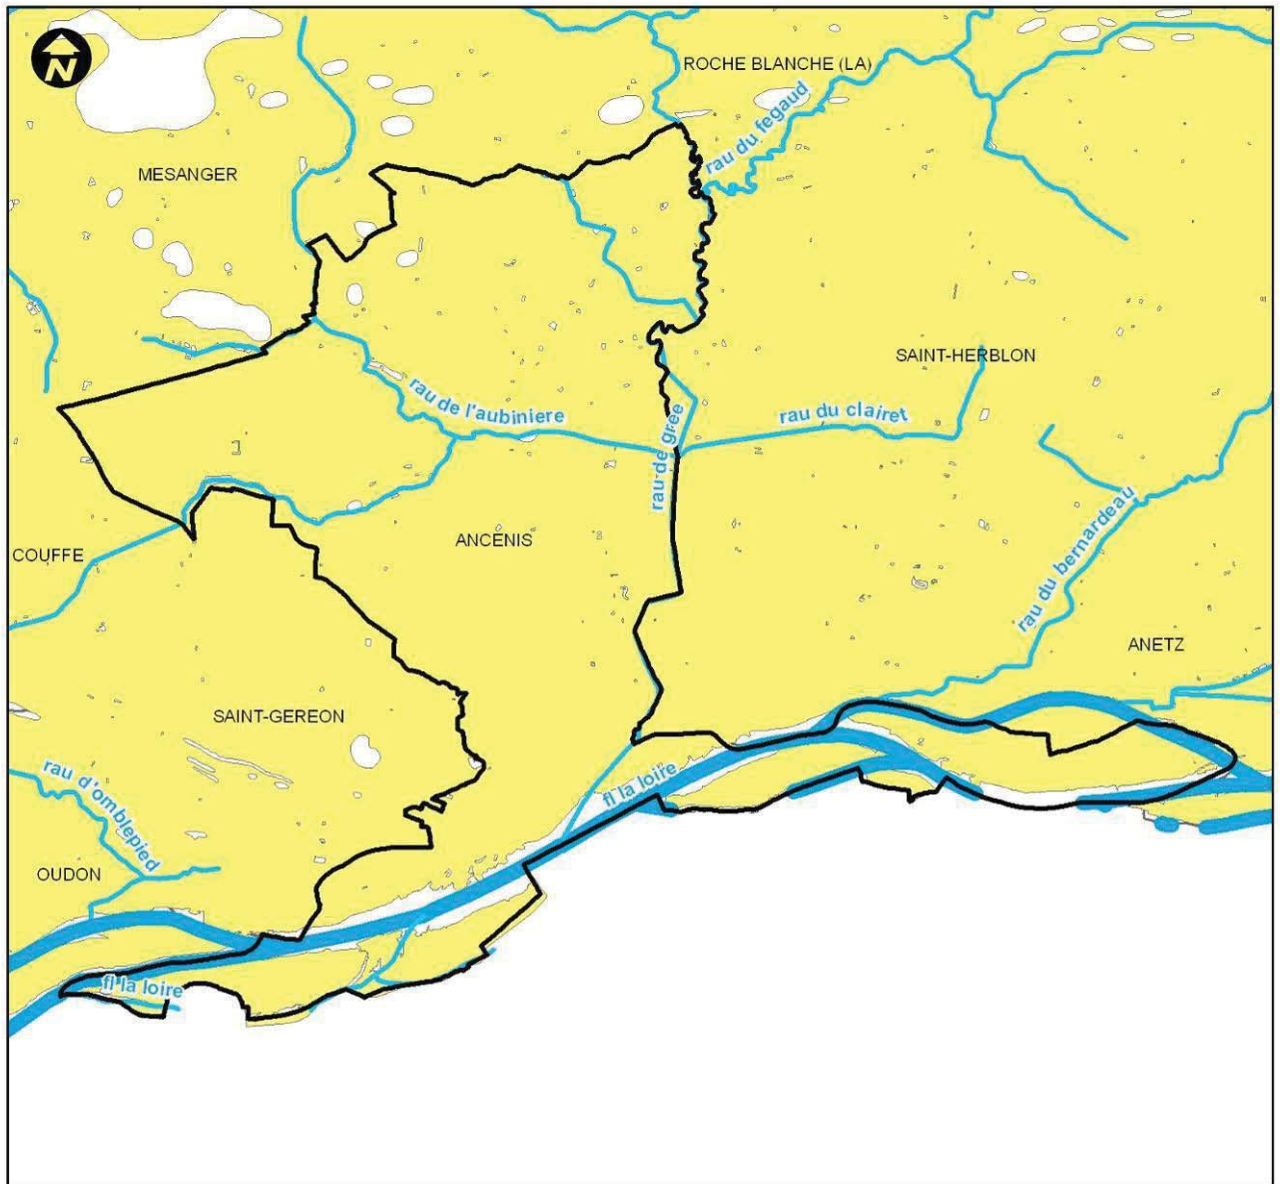 N
ROCHE BLANCHE (LA)
rau du fegaud
MESANGER
SAINT-HERBLON
rau de l'aubiniere
rau du clairet
rau de gree
rau du bernardeau
ANCENIS
COUFFE
ANETZ
SAINT-GEREON
rau d'omblepied
fl la loire
OUDON
fl la loire